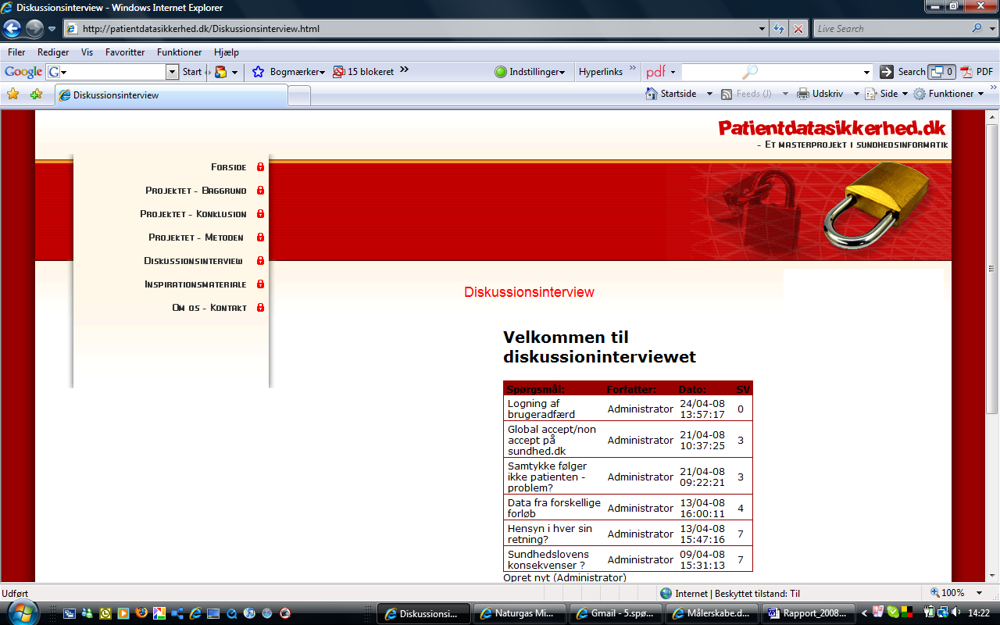 Diskussionsinterview - Windows Internet Explorer
http://patientdatasikkerhed.dk/Diskussionsinterview.html
Live Search
Filer Rediger Vis Favoritter Funktioner Hjælp
Google G Start Bogmærker 15 blokeret » Indstillinger Hyperlinks » pdf Search 0 PDF
Diskussionsinterview Startside Feeds (J) Udskriv Side Funktioner »
Patientdatasikkerhed.dk
- Et masterprojekt i sundhedsinformatik
Forside
Projektet - Baggrund
Projektet - Konklusion
Projektet - Metoden
Diskussionsinterview
Inspirationsmateriale
Om os - Kontakt
Diskussionsinterview
Velkommen til
diskussioninterviewet
Spørgsmål: Forfatter: Dato: SV
Logning af
brugeradfærd Administrator 24/04-08
13:57:17 0
Global accept/non
accept på
sundhed.dk Administrator 21/04-08
10:37:25 3
Samtykke følger
ikke patienten -
problem? Administrator 21/04-08
09:22:21 3
Data fra forskellige
forløb Administrator 13/04-08
16:00:11 4
Hensyn i hver sin
retning? Administrator 13/04-08
15:47:16 7
Sundhedslovens
konsekvenser ? Administrator 09/04-08
15:31:13 7
Opret nyt (Administrator)
Udført Internet | Beskyttet tilstand: Til 100%
Diskussionsi... Naturgas Mi... Gmail - 5.spø... Målerskabe.d... Rapport_2008... 14:22